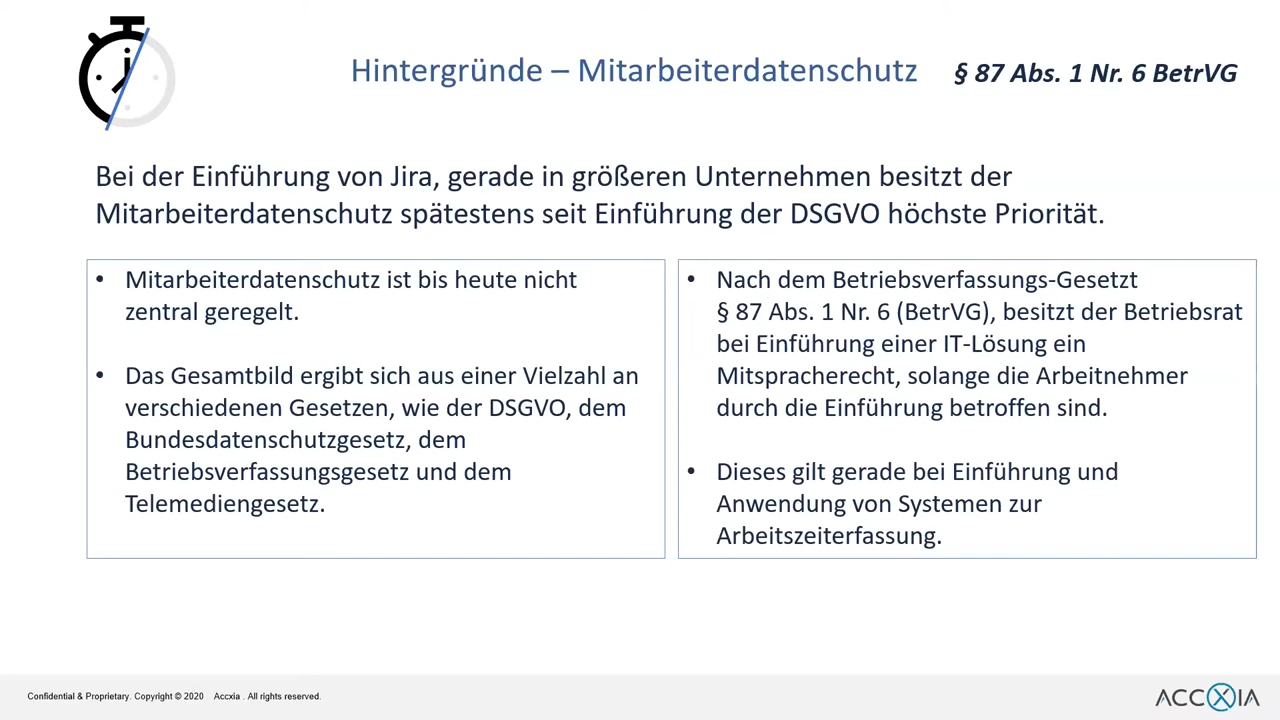 Hintergründe – Mitarbeiterdatenschutz § 87 Abs. 1 Nr. 6 BetrVG
Bei der Einführung von Jira, gerade in größeren Unternehmen besitzt der
Mitarbeiterdatenschutz spätestens seit Einführung der DSGVO höchste Priorität.
• Mitarbeiterdatenschutz ist bis heute nicht
zentral geregelt.
• Das Gesamtbild ergibt sich aus einer Vielzahl an
verschiedenen Gesetzen, wie der DSGVO, dem
Bundesdatenschutzgesetz, dem
Betriebsverfassungsgesetz und dem
Telemediengesetz.
• Nach dem Betriebsverfassungs-Gesetzt
§ 87 Abs. 1 Nr. 6 (BetrVG), besitzt der Betriebsrat
bei Einführung einer IT-Lösung ein
Mitspracherecht, solange die Arbeitnehmer
durch die Einführung betroffen sind.
• Dieses gilt gerade bei Einführung und
Anwendung von Systemen zur
Arbeitszeiterfassung.
Confidential & Proprietary. Copyright © 2020 Accxia . All rights reserved.
ACCXIA